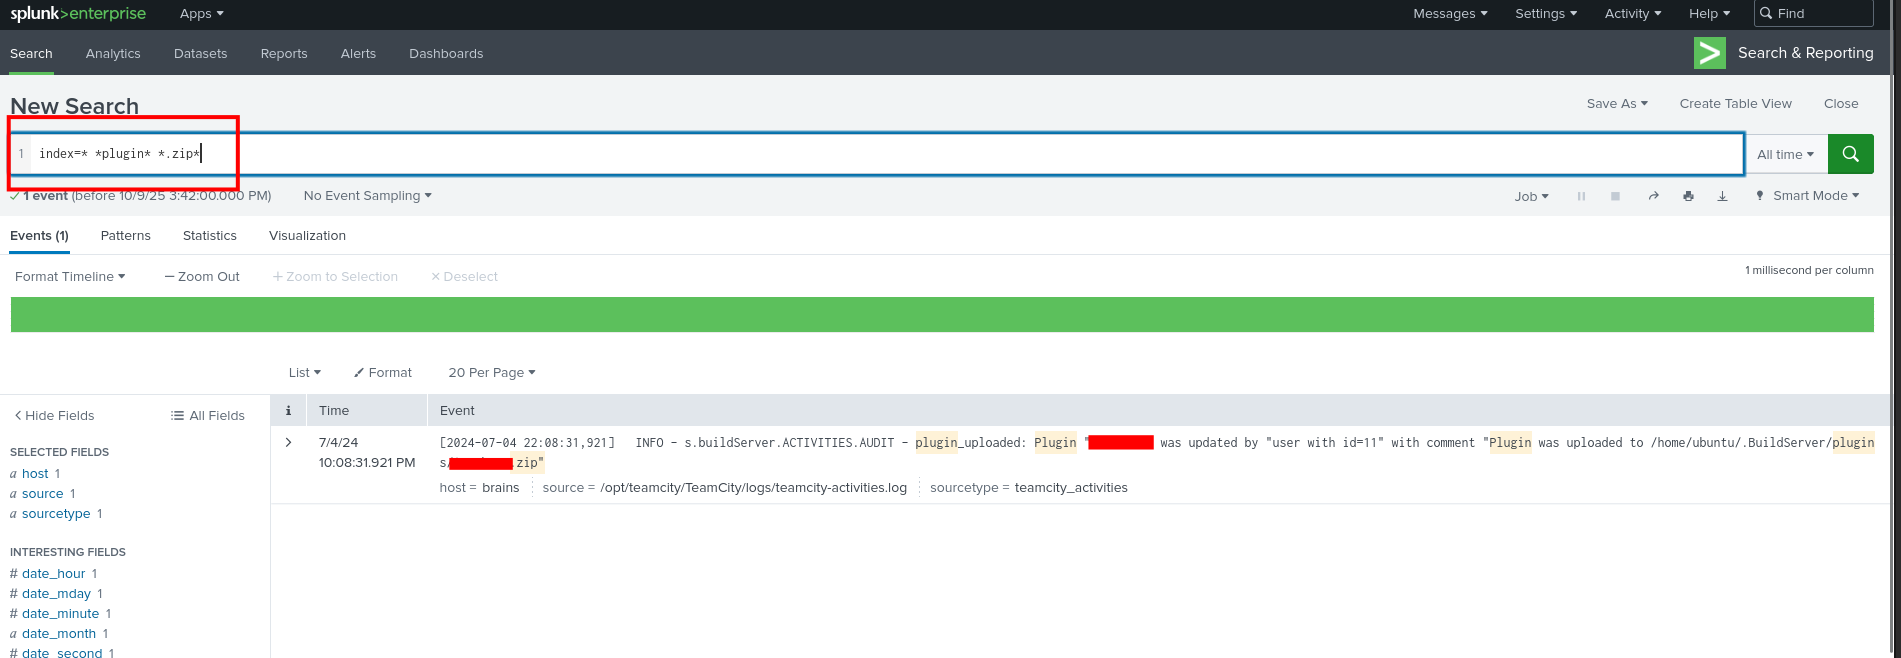 splunk>enterprise Apps Messages Settings Activity Help Find
Search Analytics Datasets Reports Alerts Dashboards Search & Reporting
New Search Save As Create Table View Close
1 index=* *plugin* *.zip* All time
1 event (before 10/9/25 3:42:00.000 PM) No Event Sampling Job Smart Mode
Events (1) Patterns Statistics Visualization
Format Timeline — Zoom Out + Zoom to Selection × Deselect 1 millisecond per column
List Format 20 Per Page
< Hide Fields All Fields i Time Event
SELECTED FIELDS
a host 1
a source 1
a sourcetype 1
INTERESTING FIELDS
# date_hour 1
# date_mday 1
# date_minute 1
a date_month 1
# date_second 1
> 7/4/24
10:08:31.921 PM
[2024-07-04 22:08:31,921] INFO - s.buildServer.ACTIVITIES.AUDIT - plugin_uploaded: Plugin " was updated by "user with id=11" with comment "Plugin was uploaded to /home/ubuntu/.BuildServer/plugin
s/ .zip"
host = brains source = /opt/teamcity/TeamCity/logs/teamcity-activities.log sourcetype = teamcity_activities